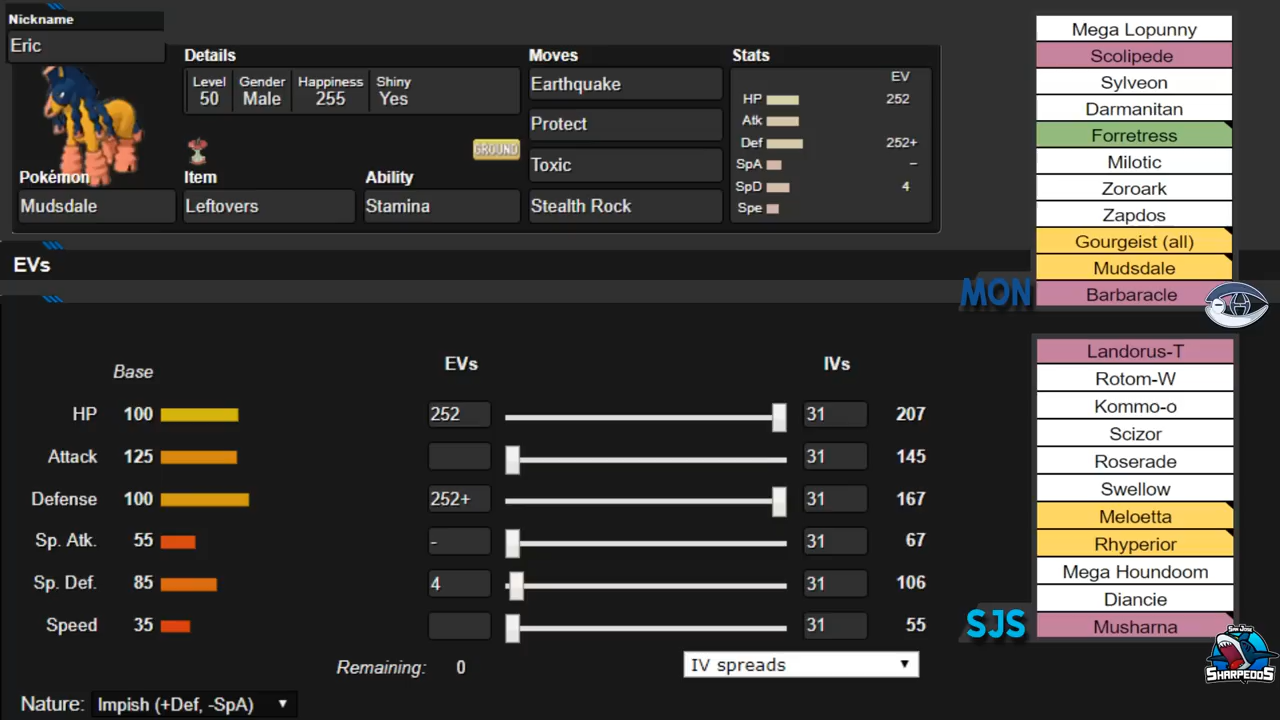 Nickname
Eric
Details
Moves
Stats
Level
Gender
Happiness
Shiny
50
Male
255
Yes
GROUND
Pokémon
Mudsdale
Item
Leftovers
Ability
Stamina
Earthquake
Protect
Toxic
Stealth Rock
EV
HP 252
Atk
Def 252+
SpA –
SpD 4
Spe
EVs
Base EVs IVs
HP 100 252 31 207
Attack 125 31 145
Defense 100 252+ 31 167
Sp. Atk. 55 - 31 67
Sp. Def. 85 4 31 106
Speed 35 31 55
Remaining: 0
IV spreads
Nature: Impish (+Def, -SpA)
Mega Lopunny
Scolipede
Sylveon
Darmanitan
Forretress
Milotic
Zoroark
Zapdos
Gourgeist (all)
Mudsdale
Barbaracle
MON
Landorus-T
Rotom-W
Kommo-o
Scizor
Roserade
Swellow
Meloetta
Rhyperior
Mega Houndoom
Diancie
Musharna
SJS
SAN JOSE
SHARPEDOS